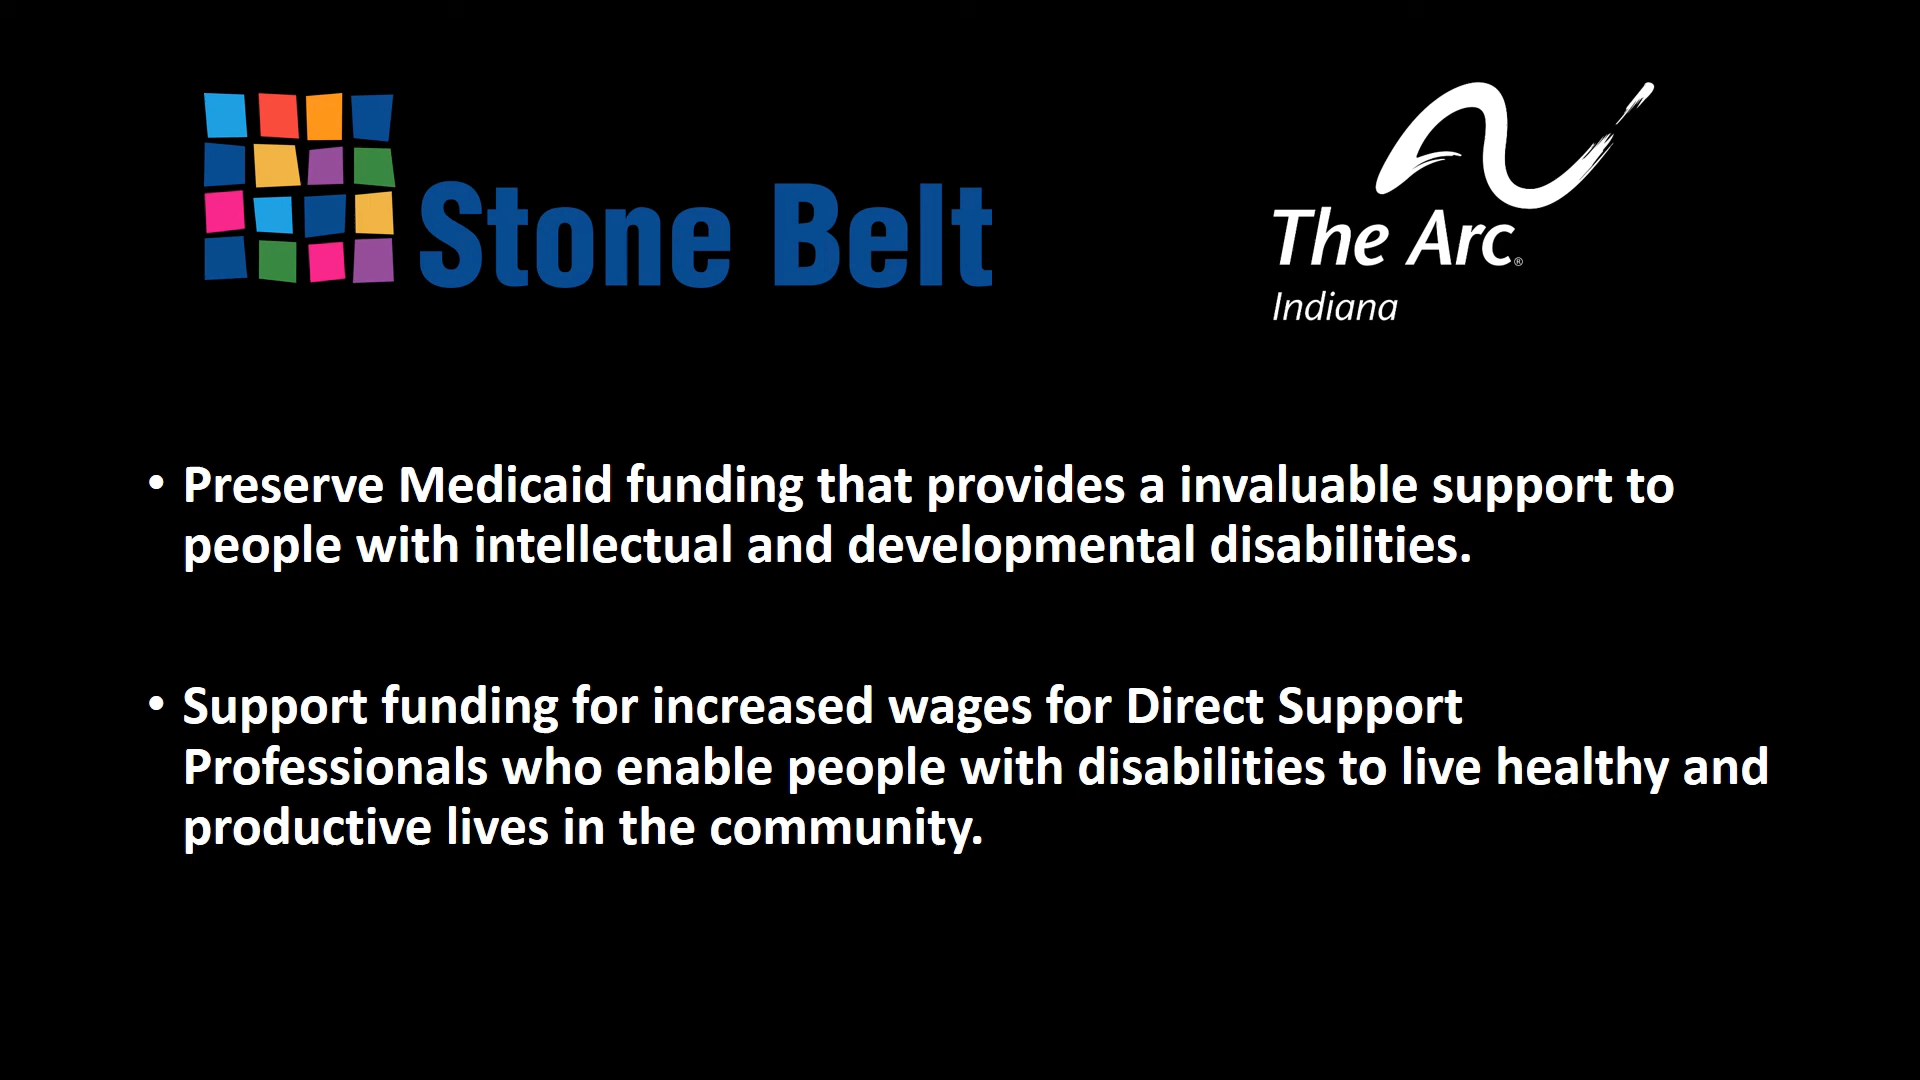 Stone Belt
The Arc®
Indiana
• Preserve Medicaid funding that provides a invaluable support to
people with intellectual and developmental disabilities.
• Support funding for increased wages for Direct Support
Professionals who enable people with disabilities to live healthy and
productive lives in the community.